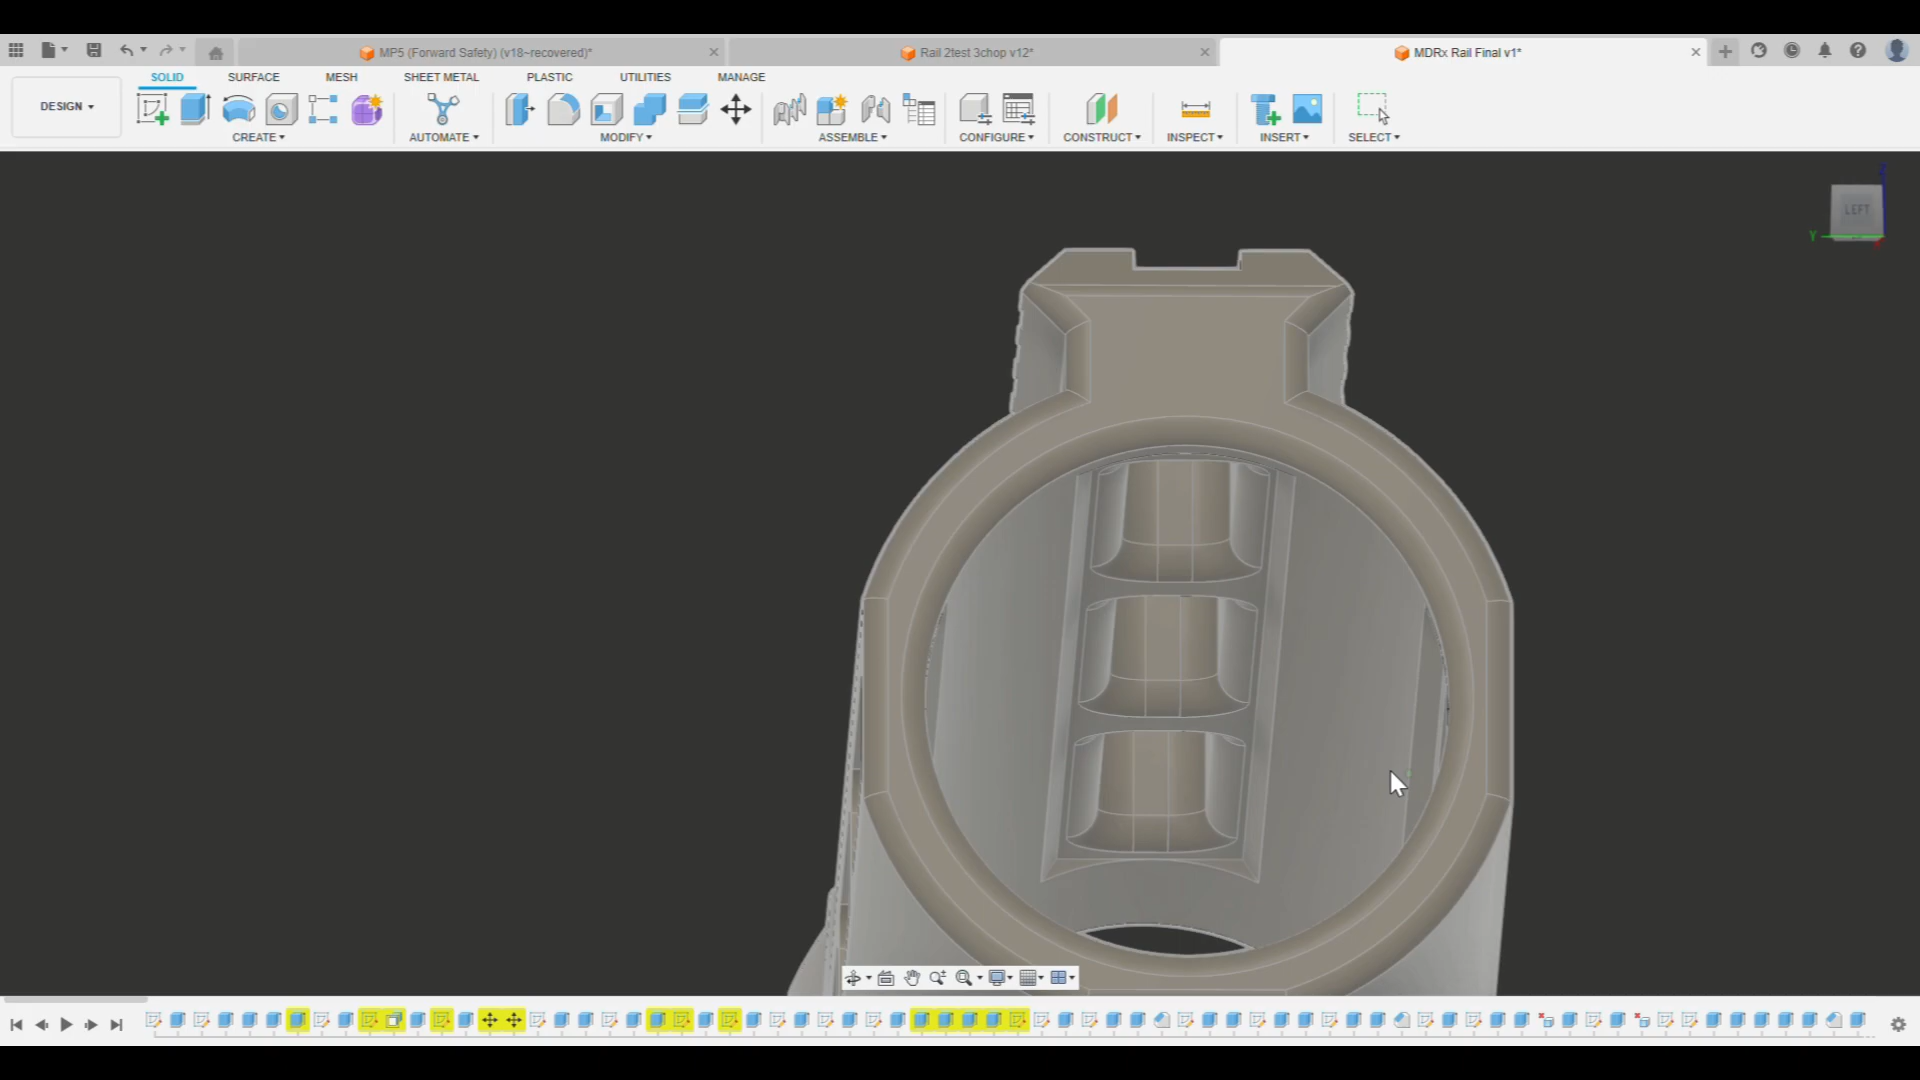 MP5 (Forward Safety) (v18~recovered)*
Rail 2test 3chop v12*
MDRx Rail Final v1*
SOLID
SURFACE
MESH
SHEET METAL
PLASTIC
UTILITIES
MANAGE
DESIGN
CREATE
AUTOMATE
MODIFY
ASSEMBLE
CONFIGURE
CONSTRUCT
INSPECT
INSERT
SELECT
Z
LEFT
Y